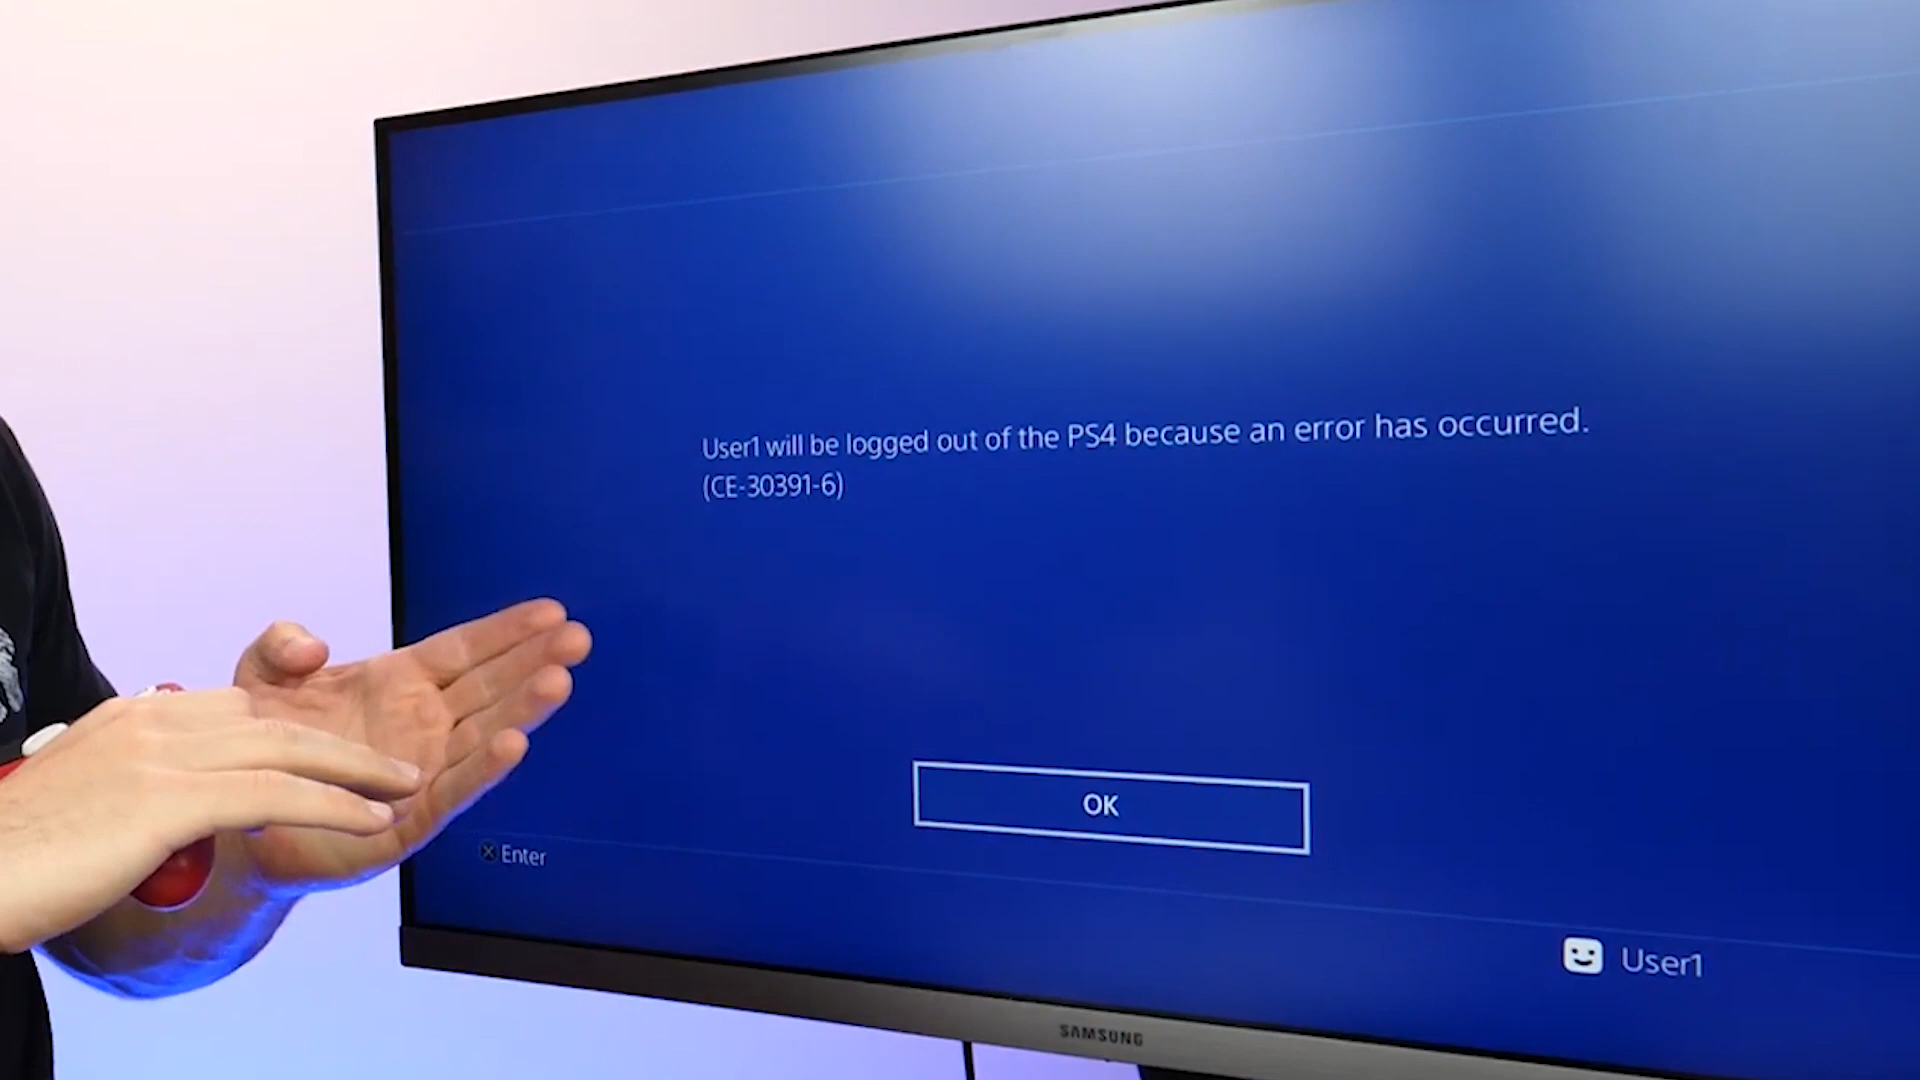 User1 will be logged out of the PS4 because an error has occurred.
(CE-30391-6)
OK
Enter
User1
SAMSUNG